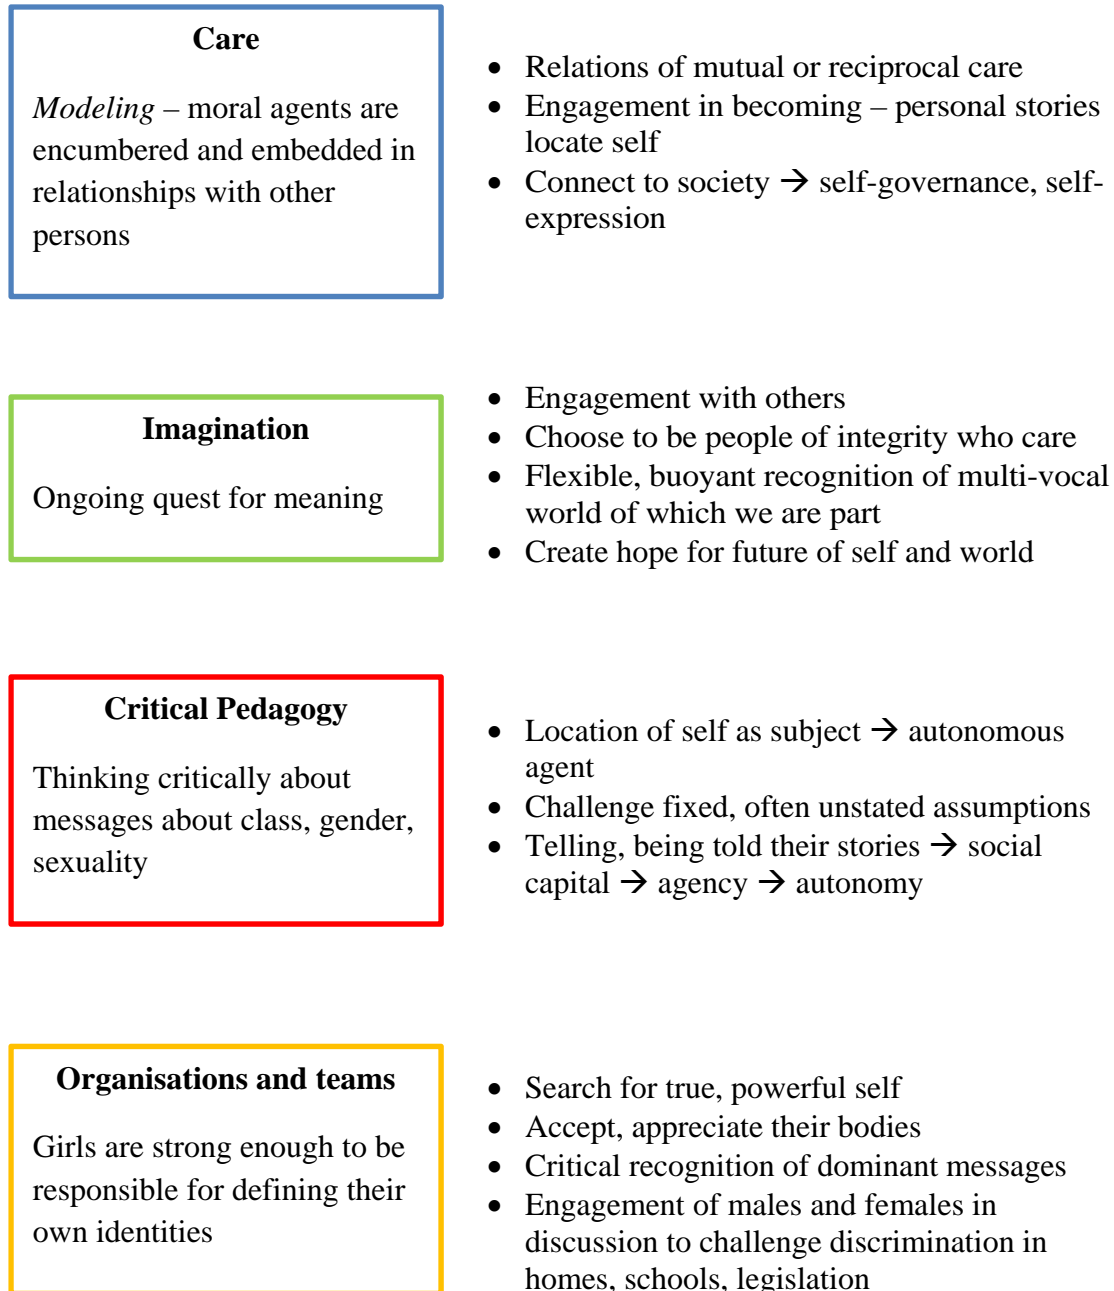 Care
Modeling – moral agents are
encumbered and embedded in
relationships with other
persons
• Relations of mutual or reciprocal care
• Engagement in becoming – personal stories
locate self
• Connect to society → self-governance, self-
expression
Imagination
Ongoing quest for meaning
• Engagement with others
• Choose to be people of integrity who care
• Flexible, buoyant recognition of multi-vocal
world of which we are part
• Create hope for future of self and world
Critical Pedagogy
Thinking critically about
messages about class, gender,
sexuality
• Location of self as subject → autonomous
agent
• Challenge fixed, often unstated assumptions
• Telling, being told their stories → social
capital → agency → autonomy
Organisations and teams
Girls are strong enough to be
responsible for defining their
own identities
• Search for true, powerful self
• Accept, appreciate their bodies
• Critical recognition of dominant messages
• Engagement of males and females in
discussion to challenge discrimination in
homes, schools, legislation